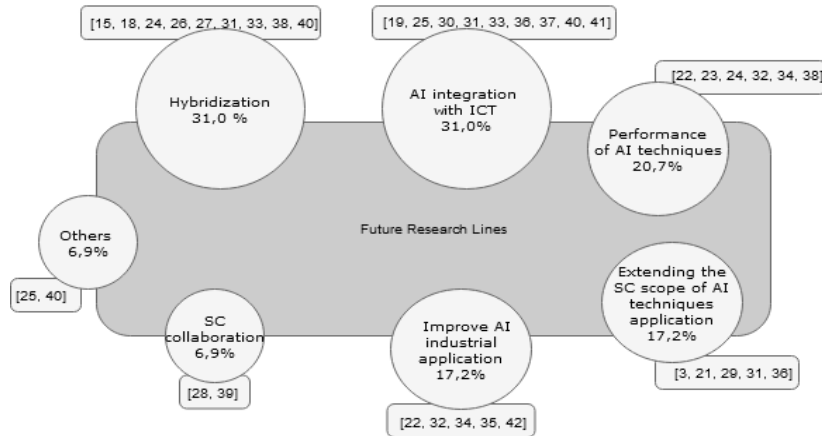 [15, 18, 24, 26, 27, 31, 33, 38, 40]
Hybridization
31,0 %
[19, 25, 30, 31, 33, 36, 37, 40, 41]
AI integration
with ICT
31,0%
[22, 23, 24, 32, 34, 38]
Performance
of AI techniques
20,7%
Others
6,9%
[25, 40]
Future Research Lines
Extending the
SC scope of AI
techniques
application
17,2%
[3, 21, 29, 31, 36]
SC
collaboration
6,9%
[28, 39]
Improve AI
industrial
application
17,2%
[22, 32, 34, 35, 42]